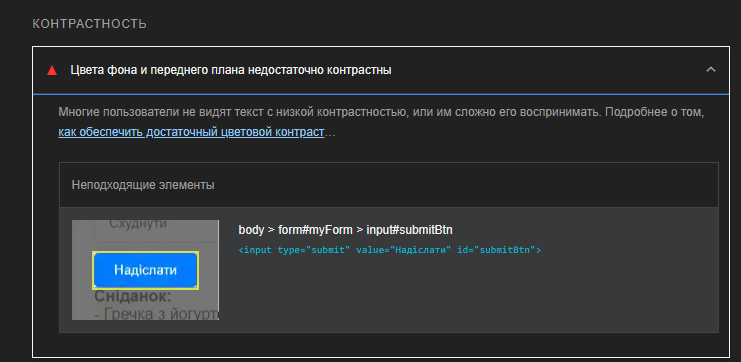 КОНТРАСТНОСТЬ
Цвета фона и переднего плана недостаточно контрастны
Многие пользователи не видят текст с низкой контрастностью, или им сложно его воспринимать. Подробнее о том,
как обеспечить достаточный цветовой контраст…
Неподходящие элементы
body > form#myForm > input#submitBtn
<input type="submit" value="Надіслати" id="submitBtn">
Схуднути
Надіслати
Сніданок:
- Гречка з йогурт